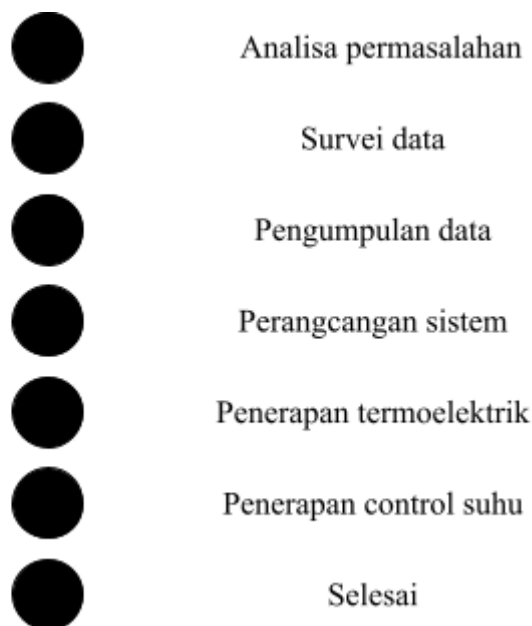 Analisa permasalahan
Survei data
Pengumpulan data
Perangcangan sistem
Penerapan termoelektrik
Penerapan control suhu
Selesai